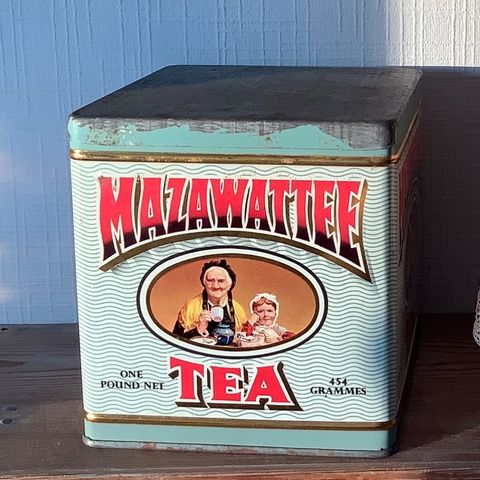 MAZAWATTEE
TEA
ONE
POUND NET
454
GRAMMES